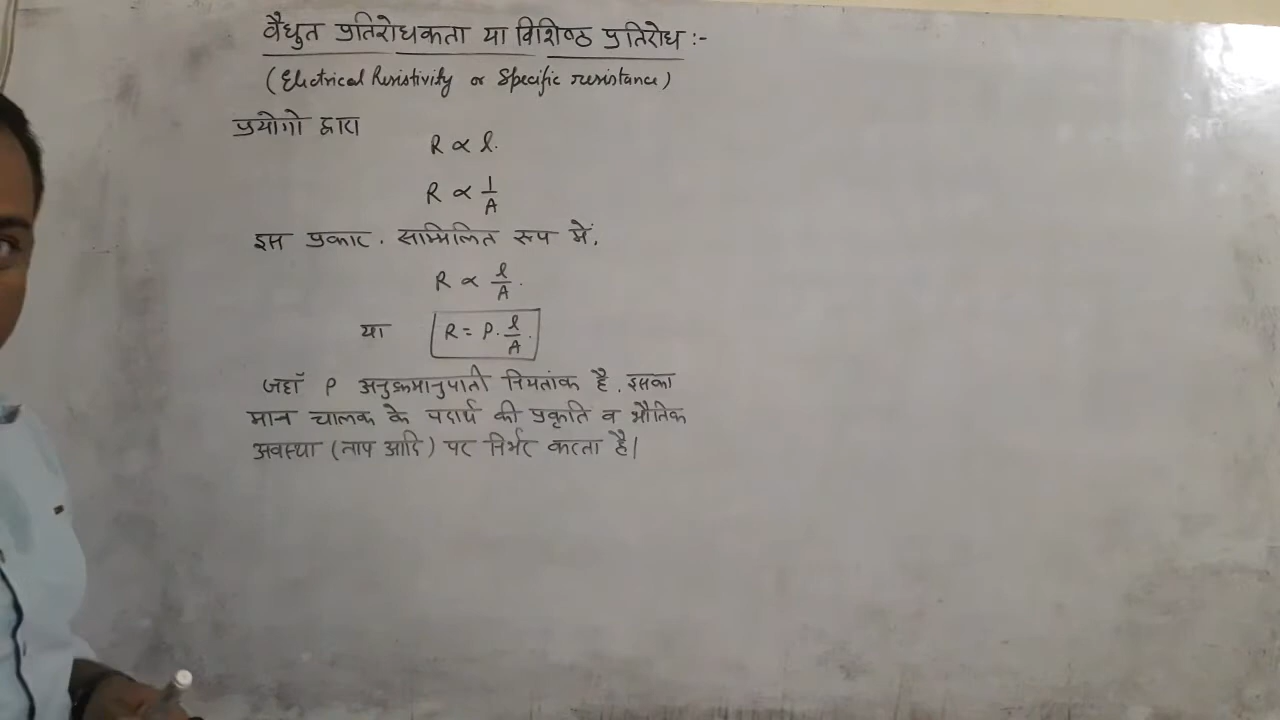 वैद्युत प्रतिरोधकता या विशिष्ठ प्रतिरोध :-
(Electrical Resistivity or Specific resistance)
प्रयोगो द्वारा
R ∝ l.
R ∝ 1/A
इस प्रकार. साम्मिलित रूप में,
R ∝ l/A.
या R = ρ. l/A.
जहाँ ρ अनुक्रमानुपाती नियतांक है. इसका
मान चालक के पदार्थ की प्रकृति व भौतिक
अवस्था (ताप आदि) पर निर्भर करता है।